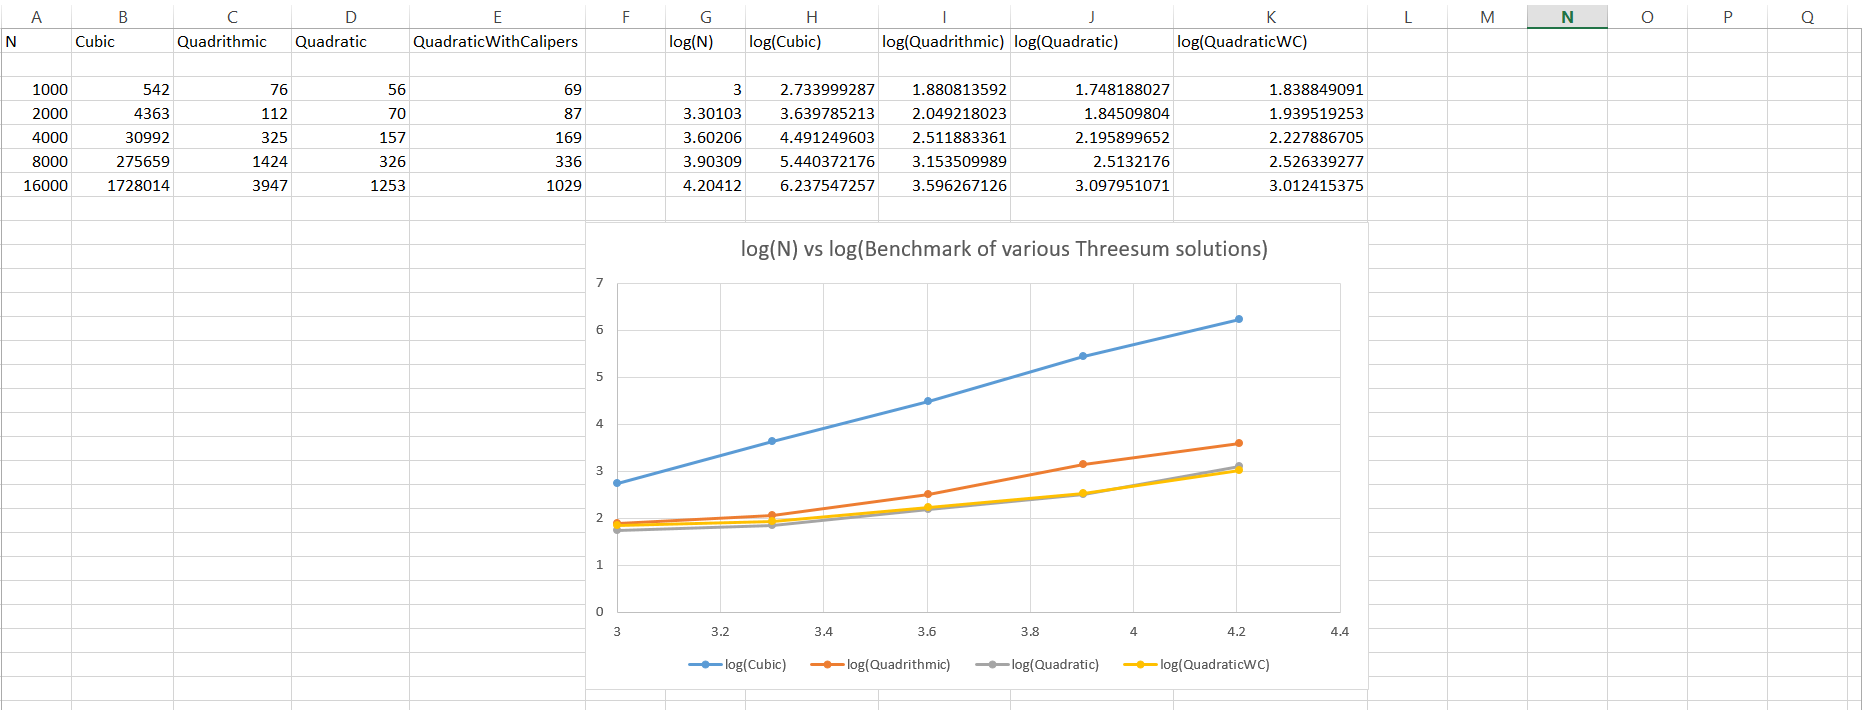 A B C D E F G H I J K L M N O P Q
N Cubic Quadrithmic Quadratic QuadraticWithCalipers log(N) log(Cubic) log(Quadrithmic) log(Quadratic) log(QuadraticWC)
1000 542 76 56 69 3 2.733999287 1.880813592 1.748188027 1.838849091
2000 4363 112 70 87 3.30103 3.639785213 2.049218023 1.84509804 1.939519253
4000 30992 325 157 169 3.60206 4.491249603 2.511883361 2.195899652 2.227886705
8000 275659 1424 326 336 3.90309 5.440372176 3.153509989 2.5132176 2.526339277
16000 1728014 3947 1253 1029 4.20412 6.237547257 3.596267126 3.097951071 3.012415375
log(N) vs log(Benchmark of various Threesum solutions)
7
6
5
4
3
2
1
0
3 3.2 3.4 3.6 3.8 4 4.2 4.4
log(Cubic) log(Quadrithmic) log(Quadratic) log(QuadraticWC)